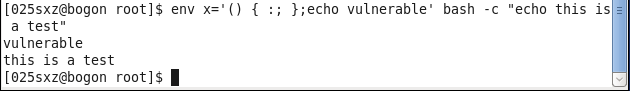 [025sxz@bogon root]$ env x='() { :; };echo vulnerable' bash -c "echo this is
 a test"
vulnerable
this is a test
[025sxz@bogon root]$